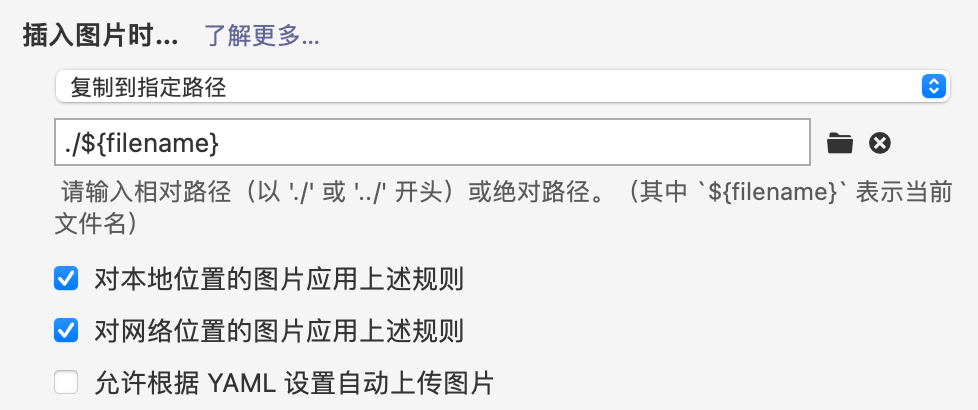 插入图片时... 了解更多...
复制到指定路径
./${filename}
请输入相对路径（以 './' 或 '../' 开头）或绝对路径。（其中 `${filename}` 表示当前
文件名）
对本地位置的图片应用上述规则
对网络位置的图片应用上述规则
允许根据 YAML 设置自动上传图片